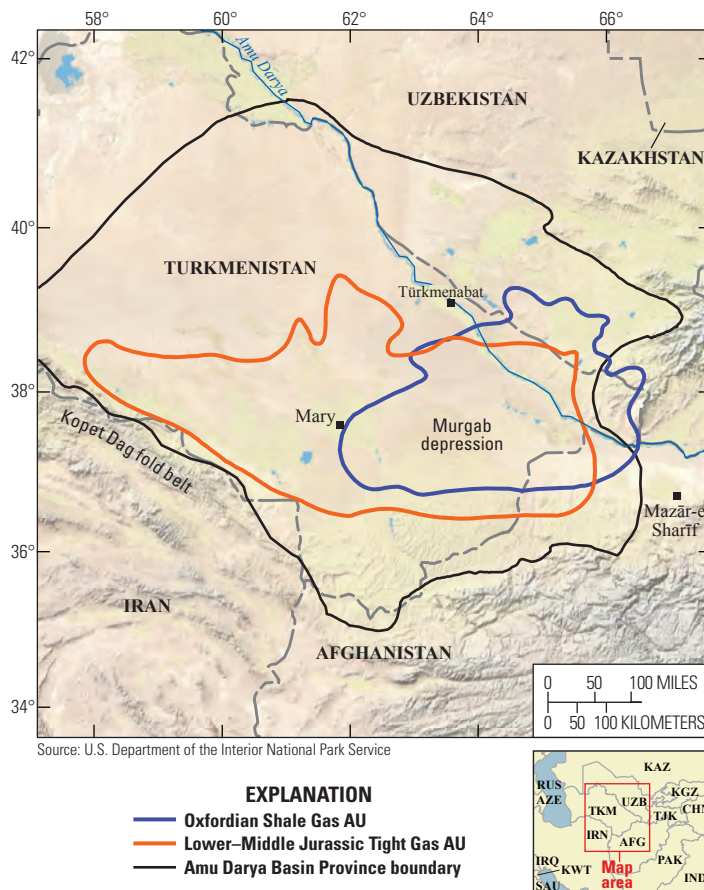 58° 60° 62° 64° 66°
42°
Amu Darya
UZBEKISTAN
KAZAKHSTAN
40°
TURKMENISTAN
Türkmenabat
38°
Mary
Murgab
depression
Kopet Dag fold belt
Mazār-e
Sharīf
36°
IRAN
AFGHANISTAN
34°
0 50 100 MILES
0 50 100 KILOMETERS
Source: U.S. Department of the Interior National Park Service
EXPLANATION
Oxfordian Shale Gas AU
Lower–Middle Jurassic Tight Gas AU
Amu Darya Basin Province boundary
KAZ
RUS
AZE
UZB
KGZ
CHN
TKM
TJK
IRN
AFG
IRQ
KWT
SAU
Map
area
PAK
IND